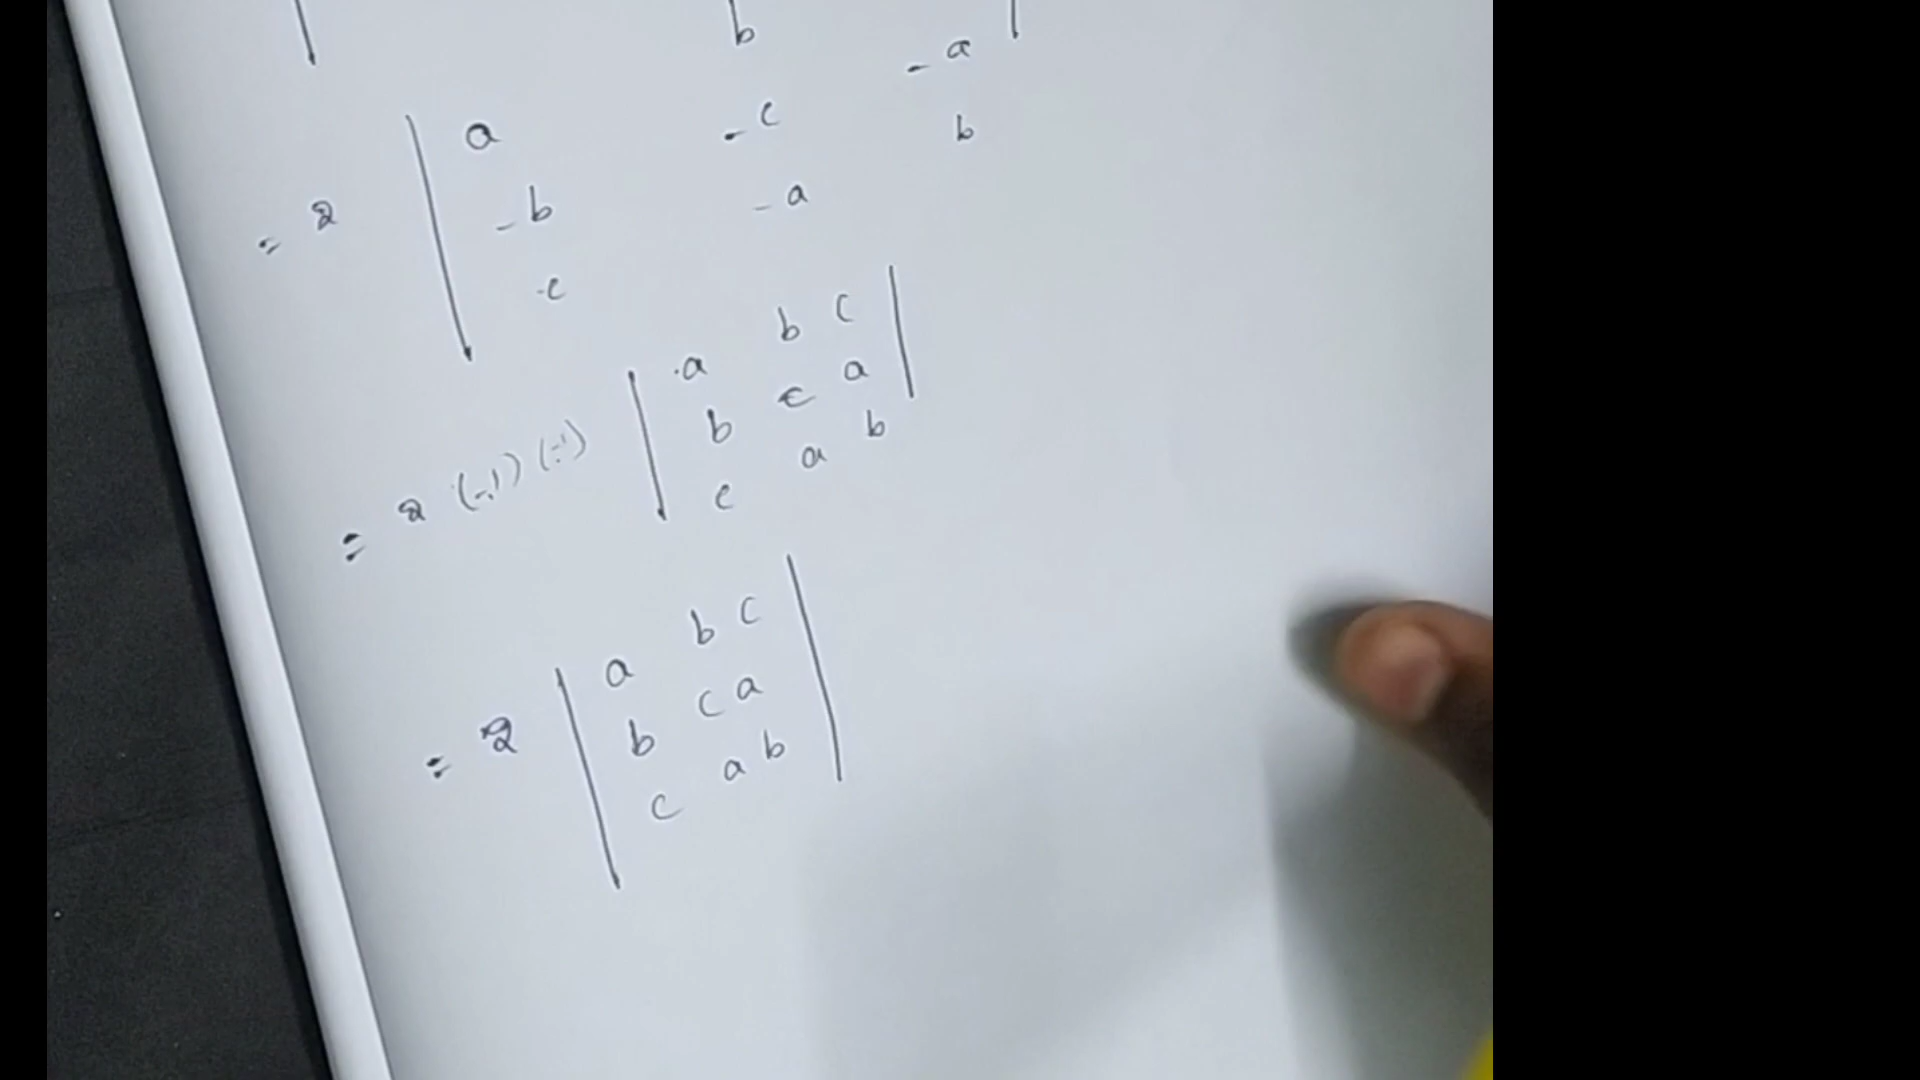 b
= 2 | a -c -a
-b -a b
c
= 2 (-1) (-1) | a b c |
b c a
c a b
= 2 | a b c |
b c a
c a b